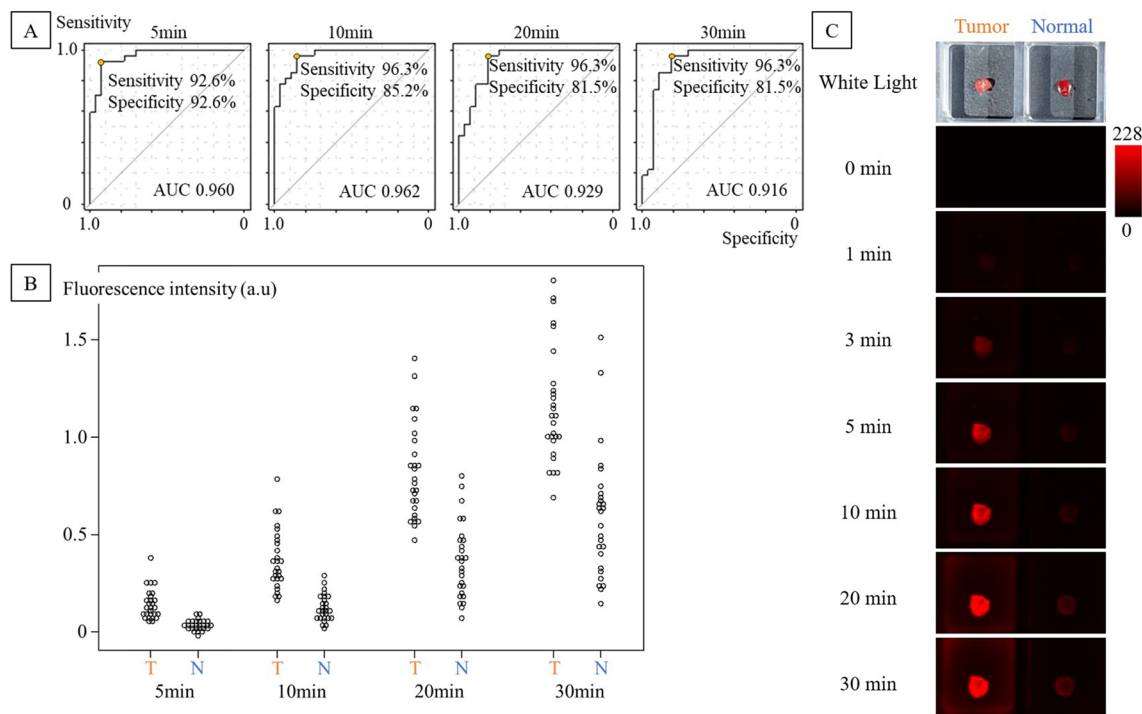 A
Sensitivity
5min
10min
20min
30min
1.0
Sensitivity 92.6%
Specificity 92.6%
AUC 0.960
Sensitivity 96.3%
Specificity 85.2%
AUC 0.962
Sensitivity 96.3%
Specificity 81.5%
AUC 0.929
Sensitivity 96.3%
Specificity 81.5%
AUC 0.916
0
1.0 0 1.0 0 1.0 0 1.0 0
Specificity
B
Fluorescence intensity (a.u)
1.5
1.0
0.5
0
T N T N T N T N
5min 10min 20min 30min
C
Tumor Normal
White Light
228
0
0 min
1 min
3 min
5 min
10 min
20 min
30 min